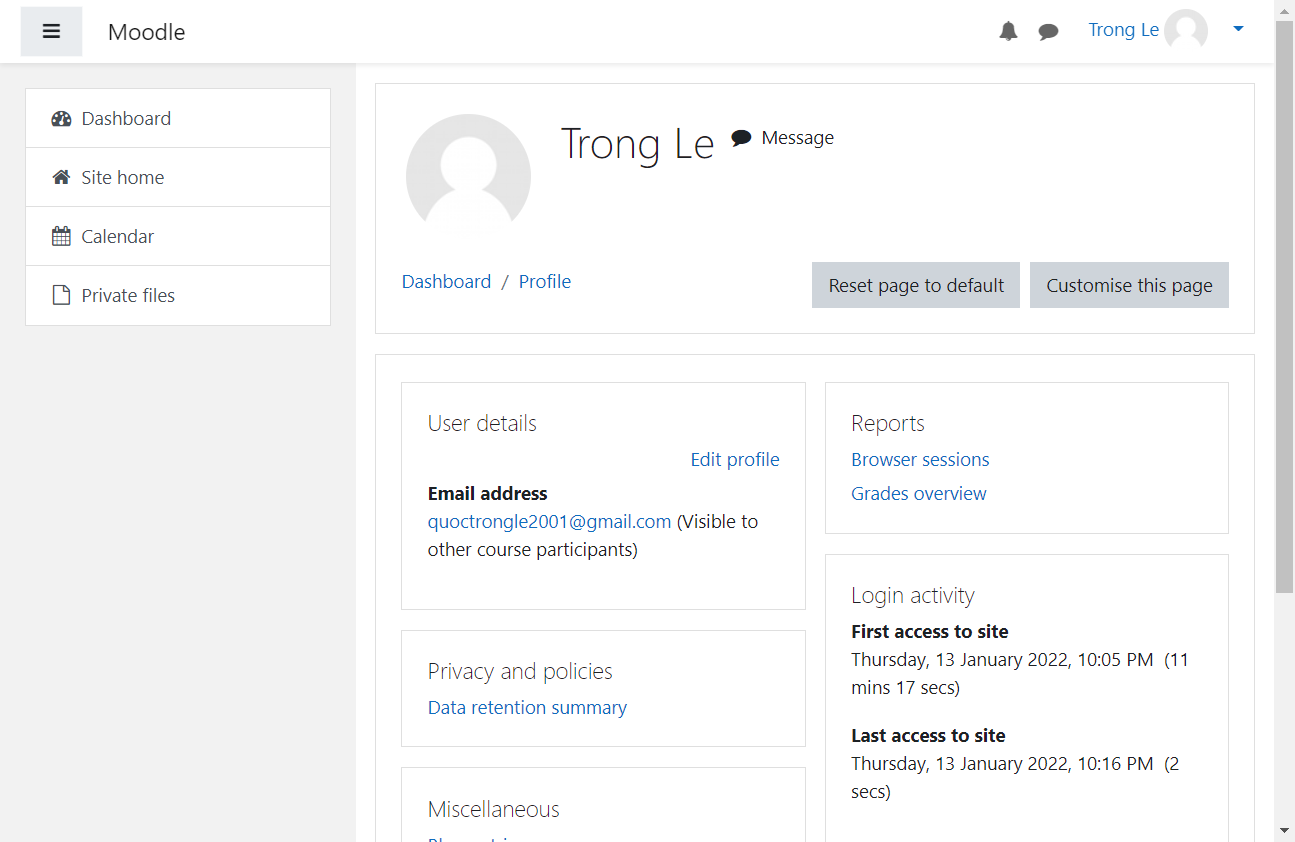 Moodle
Trong Le
Dashboard
Site home
Calendar
Private files
Trong Le
Message
Dashboard / Profile
Reset page to default
Customise this page
User details
Edit profile
Email address
quoctrongle2001@gmail.com (Visible to
other course participants)
Privacy and policies
Data retention summary
Miscellaneous
Reports
Browser sessions
Grades overview
Login activity
First access to site
Thursday, 13 January 2022, 10:05 PM (11
mins 17 secs)
Last access to site
Thursday, 13 January 2022, 10:16 PM (2
secs)